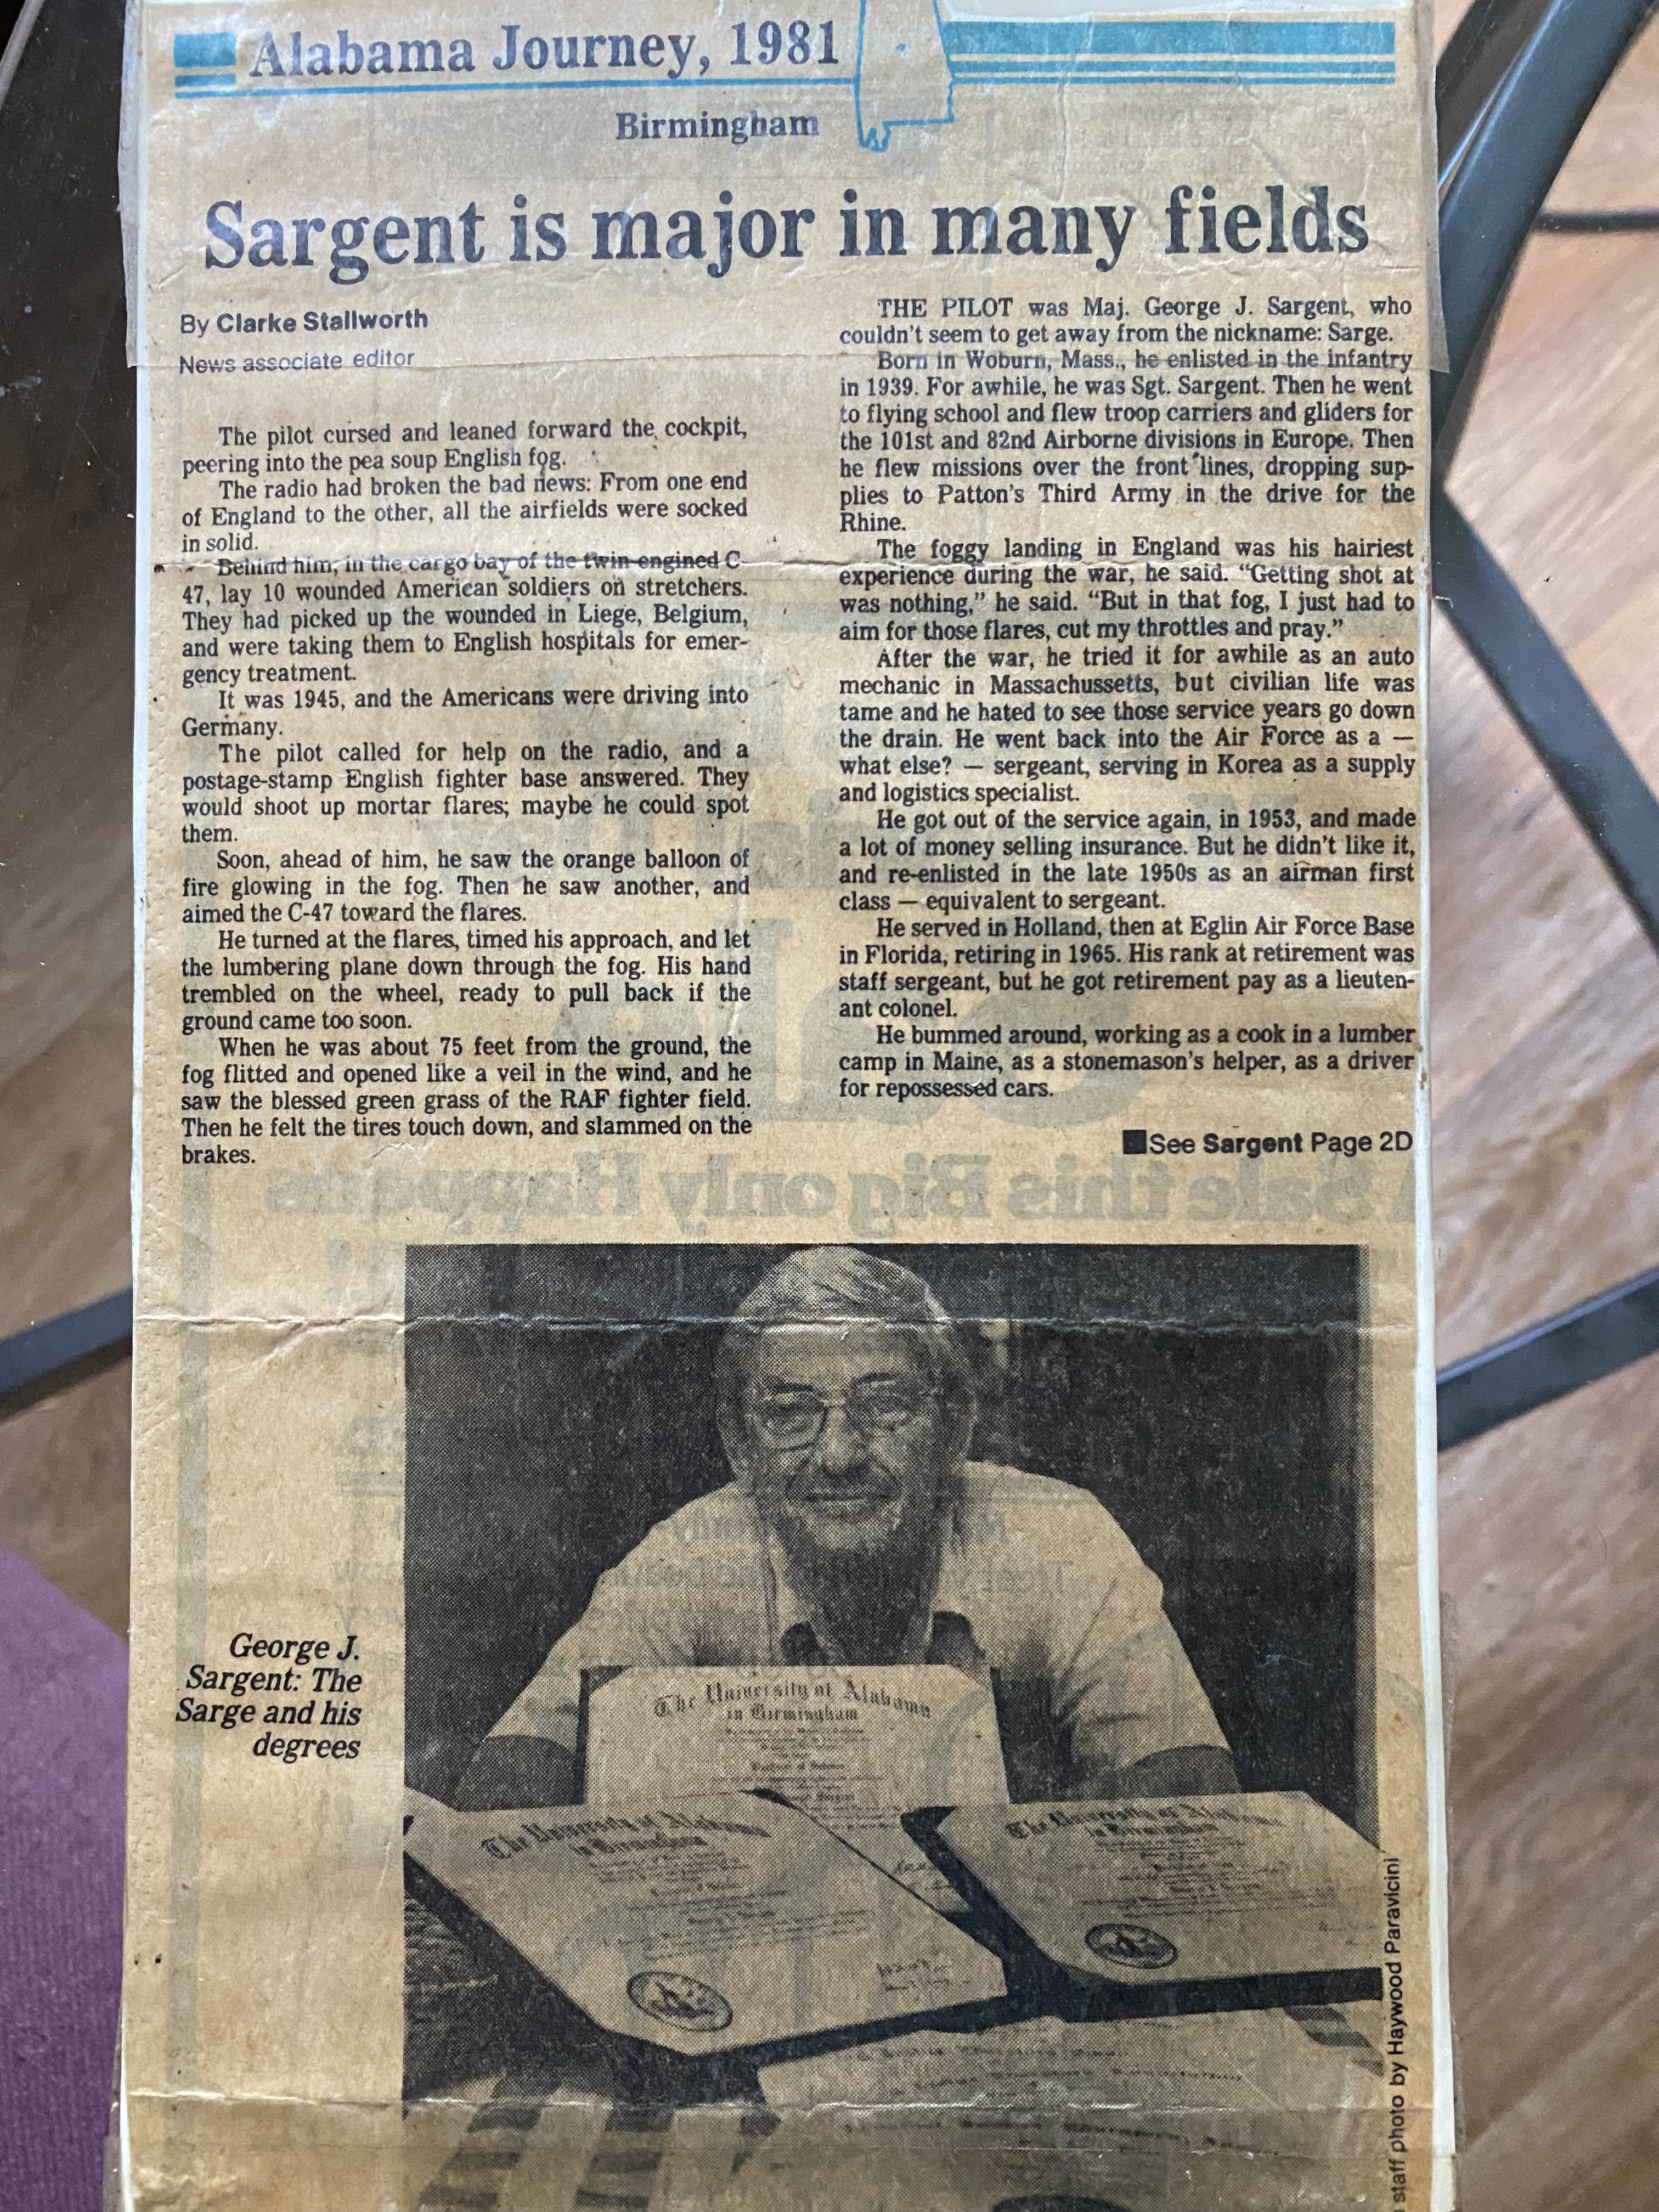 Alabama Journey, 1981
Birmingham
Sargent is major in many fields
By Clarke Stallworth
News associate editor
The pilot cursed and leaned forward the cockpit,
peering into the pea soup English fog.
The radio had broken the bad news: From one end
of England to the other, all the airfields were socked
in solid.
Behind him, in the cargo bay of the twin-engined C-
47, lay 10 wounded American soldiers on stretchers.
They had picked up the wounded in Liege, Belgium,
and were taking them to English hospitals for emer-
gency treatment.
It was 1945, and the Americans were driving into
Germany.
The pilot called for help on the radio, and a
postage-stamp English fighter base answered. They
would shoot up mortar flares; maybe he could spot
them.
Soon, ahead of him, he saw the orange balloon of
fire glowing in the fog. Then he saw another, and
aimed the C-47 toward the flares.
He turned at the flares, timed his approach, and let
the lumbering plane down through the fog. His hand
trembled on the wheel, ready to pull back if the
ground came too soon.
When he was about 75 feet from the ground, the
fog flitted and opened like a veil in the wind, and he
saw the blessed green grass of the RAF fighter field.
Then he felt the tires touch down, and slammed on the
brakes.
THE PILOT was Maj. George J. Sargent, who
couldn't seem to get away from the nickname: Sarge.
Born in Woburn, Mass., he enlisted in the infantry
in 1939. For awhile, he was Sgt. Sargent. Then he went
to flying school and flew troop carriers and gliders for
the 101st and 82nd Airborne divisions in Europe. Then
he flew missions over the front lines, dropping sup-
plies to Patton's Third Army in the drive for the
Rhine.
The foggy landing in England was his hairiest
experience during the war, he said. "Getting shot at
was nothing," he said. "But in that fog, I just had to
aim for those flares, cut my throttles and pray."
After the war, he tried it for awhile as an auto
mechanic in Massachussetts, but civilian life was
tame and he hated to see those service years go down
the drain. He went back into the Air Force as a —
what else? — sergeant, serving in Korea as a supply
and logistics specialist.
He got out of the service again, in 1953, and made
a lot of money selling insurance. But he didn't like it,
and re-enlisted in the late 1950s as an airman first
class — equivalent to sergeant.
He served in Holland, then at Eglin Air Force Base
in Florida, retiring in 1965. His rank at retirement was
staff sergeant, but he got retirement pay as a lieuten-
ant colonel.
He bummed around, working as a cook in a lumber
camp in Maine, as a stonemason's helper, as a driver
for repossessed cars.
■See Sargent Page 2D
Sale this Big only Happens
George J.
Sargent: The
Sarge and his
degrees
The University of Alabama
in Birmingham
The University of Alabama
in Birmingham
The University of Alabama
in Birmingham
staff photo by Haywood Paravicini